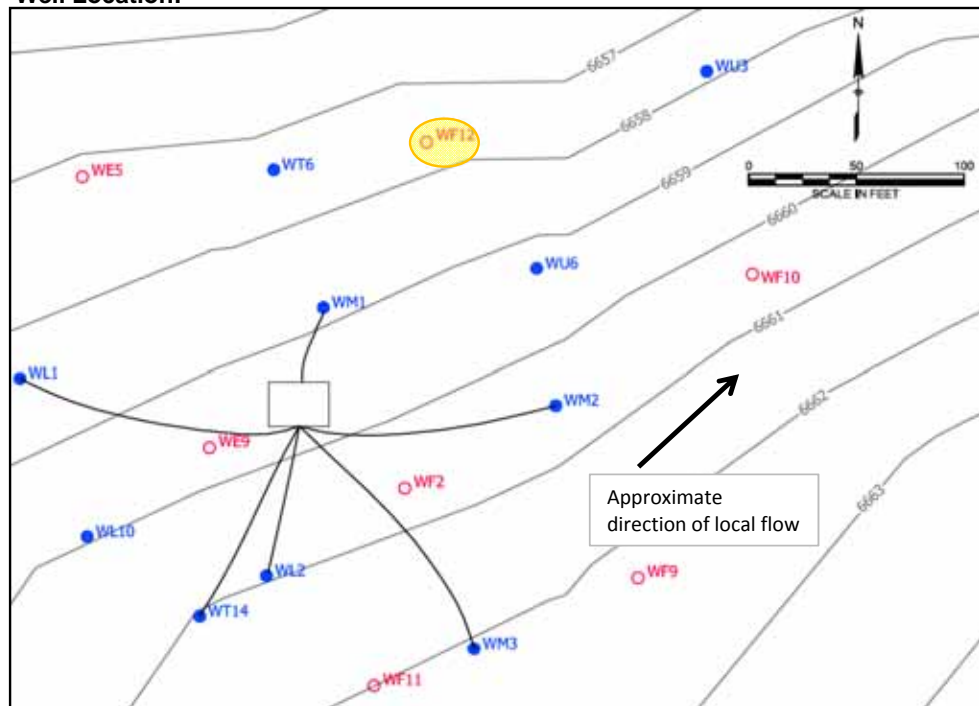 Well Location:
N
6657
WU3
6658
WF12
WE5
WT6
0 50 100
SCALE IN FEET
6659
6660
WU6
WF10
WM1
6661
WL1
WM2
6662
WE9
WF2
Approximate
direction of local flow
6663
WL10
WL2
WF9
WT14
WM3
WF11